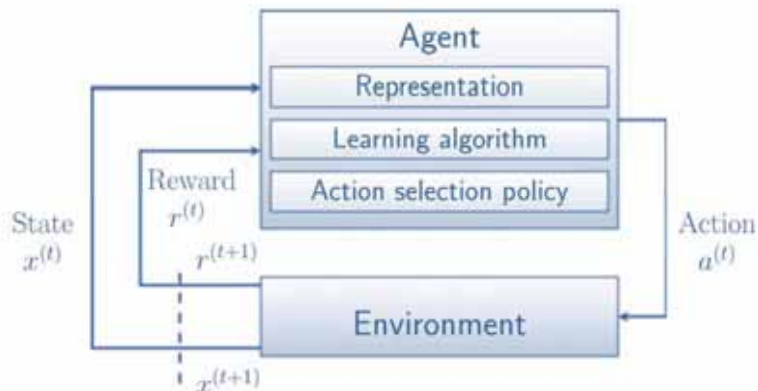 Agent
Representation
Learning algorithm
Action selection policy
Reward
r^{(t)}
State
x^{(t)}
r^{(t+1)}
Action
a^{(t)}
Environment
x^{(t+1)}